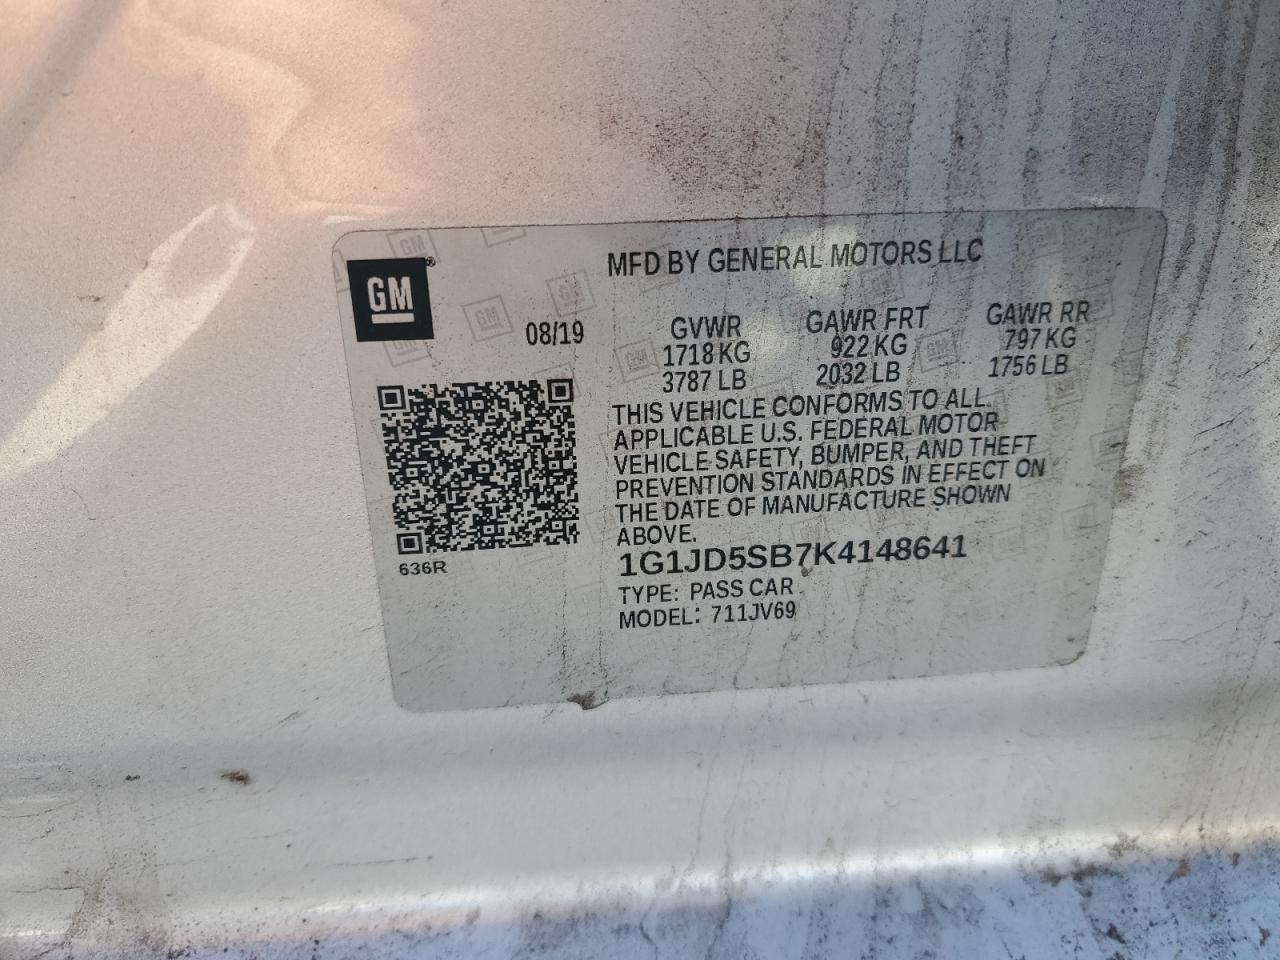 MFD BY GENERAL MOTORS LLC
GM®
08/19
GVWR GAWR FRT GAWR RR
1718 KG 922 KG 797 KG
3787 LB 2032 LB 1756 LB
THIS VEHICLE CONFORMS TO ALL
APPLICABLE U.S. FEDERAL MOTOR
VEHICLE SAFETY, BUMPER, AND THEFT
PREVENTION STANDARDS IN EFFECT ON
THE DATE OF MANUFACTURE SHOWN
ABOVE.
1G1JD5SB7K4148641
636R
TYPE: PASS CAR
MODEL: 711JV69